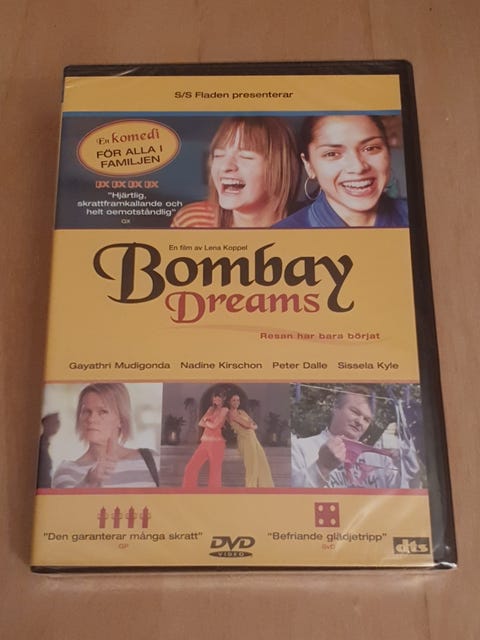 S/S Fladen presenterar
En komedi
FÖR ALLA I
FAMILJEN
"Hjärtlig,
skrattframkallande och
helt oemotståndlig"
GX
En film av Lena Koppel
Bombay
Dreams
Resan har bara börjat
Gayathri Mudigonda Nadine Kirschon Peter Dalle Sissela Kyle
"Den garanterar många skratt"
GP
DVD
VIDEO
"Befriande glädjetripp"
SvD
dts